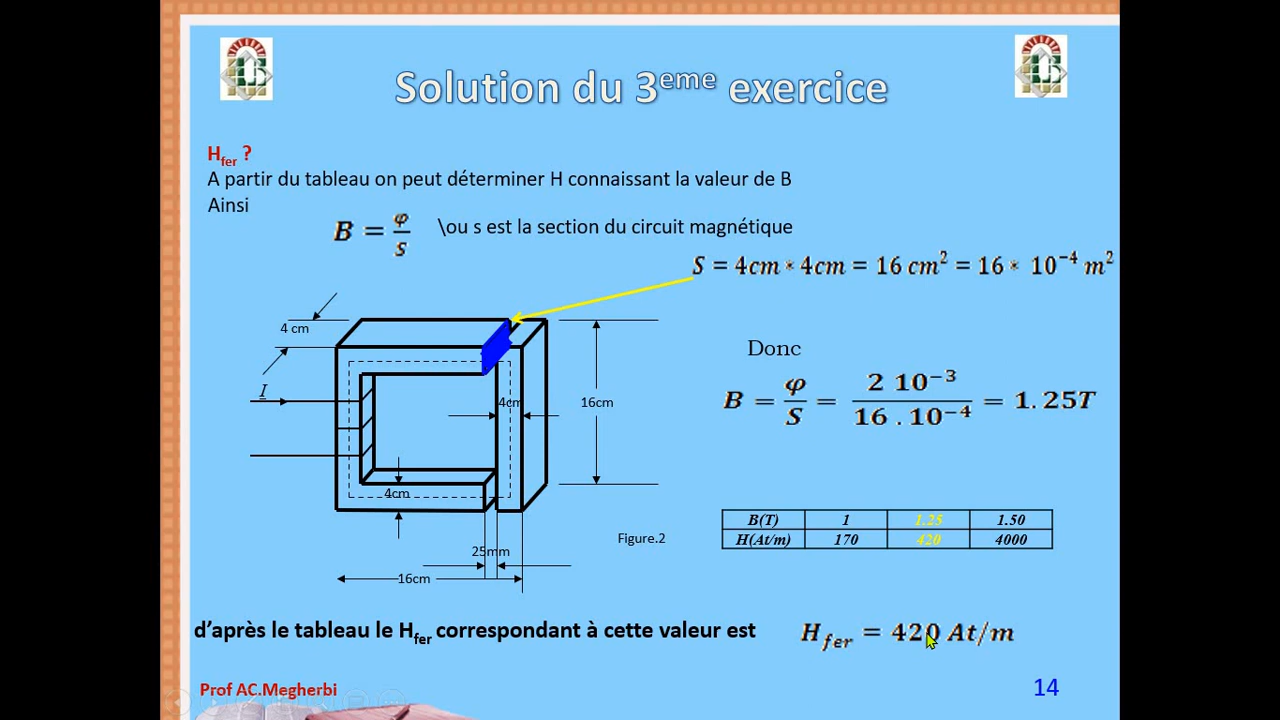 Solution du 3eme exercice
Hfer ?
A partir du tableau on peut déterminer H connaissant la valeur de B
Ainsi
B = φ/S \ou s est la section du circuit magnétique
S = 4cm * 4cm = 16 cm² = 16 * 10⁻⁴ m²
4 cm
I
4cm
16cm
4cm
25mm
16cm
Figure.2
Donc
B = φ/S = 2 10⁻³ / 16 . 10⁻⁴ = 1.25T
B(T) 1 1.25 1.50
H(At/m) 170 420 4000
d'après le tableau le Hfer correspondant à cette valeur est Hfer = 420 At/m
Prof AC.Megherbi
14